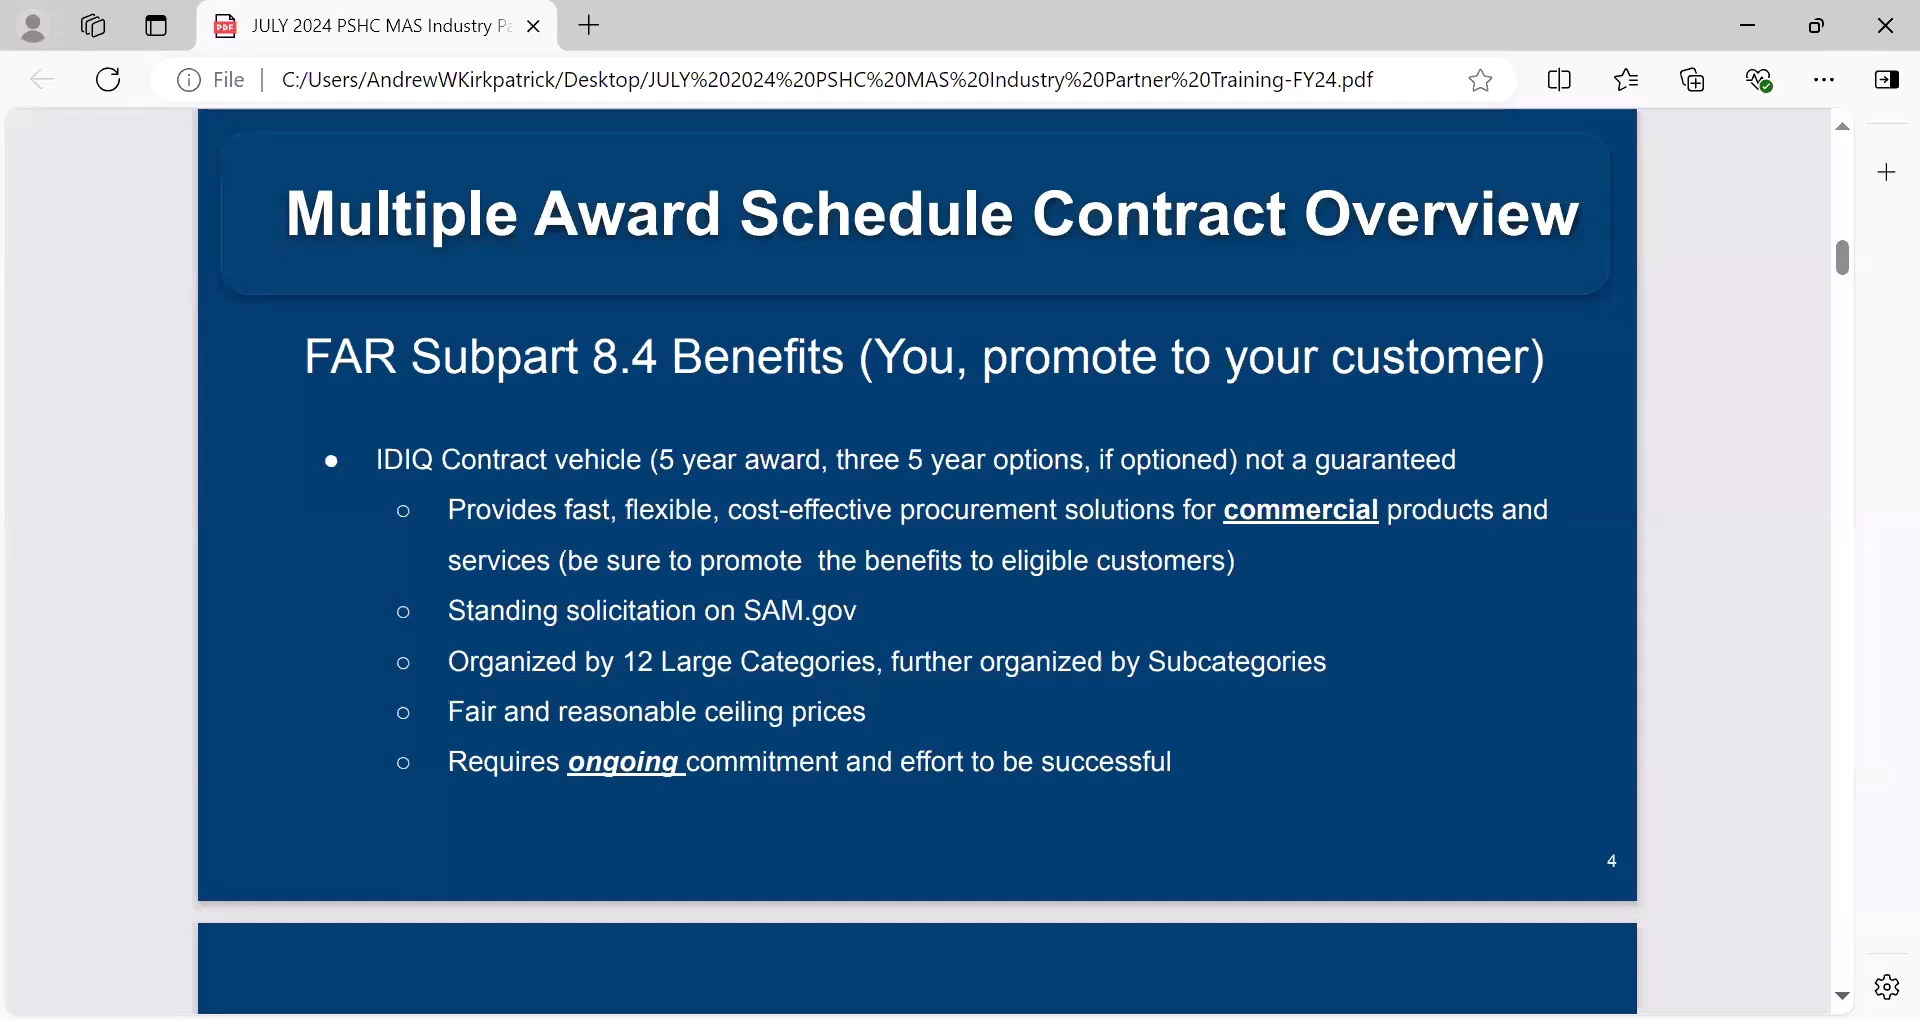 JULY 2024 PSHC MAS Industry Pa
File
C:/Users/AndrewWKirkpatrick/Desktop/JULY%202024%20PSHC%20MAS%20Industry%20Partner%20Training-FY24.pdf
Multiple Award Schedule Contract Overview
FAR Subpart 8.4 Benefits (You, promote to your customer)
● IDIQ Contract vehicle (5 year award, three 5 year options, if optioned) not a guaranteed
○ Provides fast, flexible, cost-effective procurement solutions for commercial products and
services (be sure to promote  the benefits to eligible customers)
○ Standing solicitation on SAM.gov
○ Organized by 12 Large Categories, further organized by Subcategories
○ Fair and reasonable ceiling prices
○ Requires ongoing commitment and effort to be successful
4